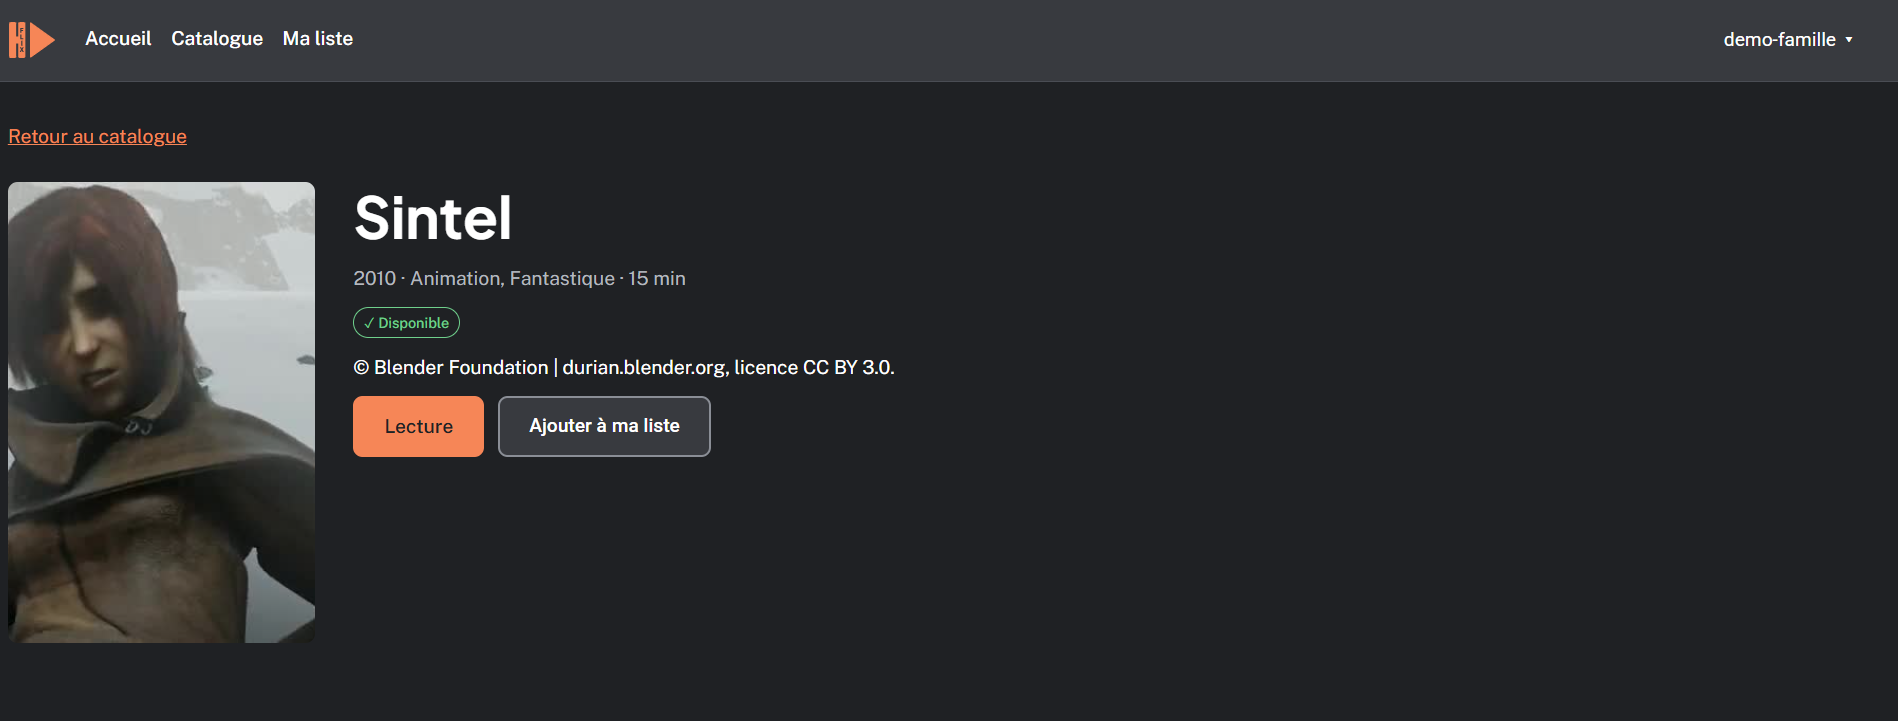 FLIX
Accueil Catalogue Ma liste demo-famille ▾
Retour au catalogue
Sintel
2010 · Animation, Fantastique · 15 min
✓ Disponible
© Blender Foundation | durian.blender.org, licence CC BY 3.0.
Lecture Ajouter à ma liste